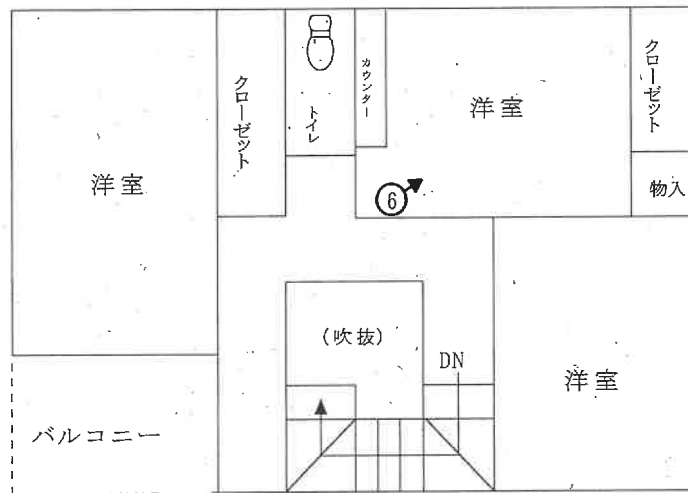 クローゼット
トイレ
カウンター
洋室
クローゼット
洋室
⑥
物入
(吹抜)
DN
洋室
バルコニー